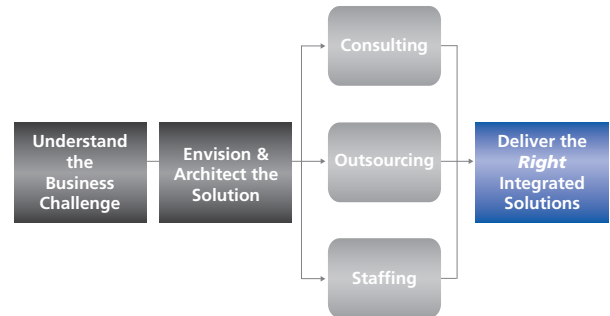 Understand
the
Business
Challenge
Envision &
Architect the
Solution
Consulting
Outsourcing
Staffing
Deliver the
Right
Integrated
Solutions